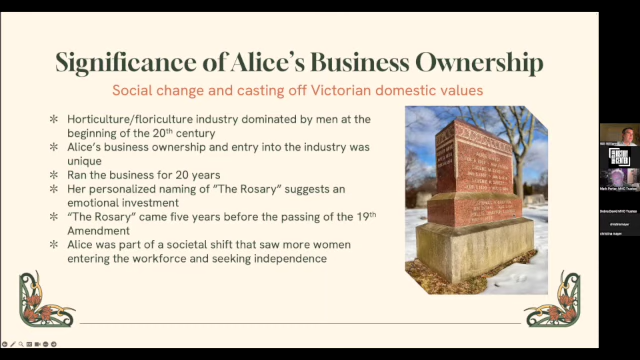 Significance of Alice's Business Ownership
Social change and casting off Victorian domestic values
Horticulture/floriculture industry dominated by men at the
beginning of the 20th century
Alice's business ownership and entry into the industry was
unique
Ran the business for 20 years
Her personalized naming of "The Rosary" suggests an
emotional investment
"The Rosary" came five years before the passing of the 19th
Amendment
Alice was part of a societal shift that saw more women
entering the workforce and seeking independence